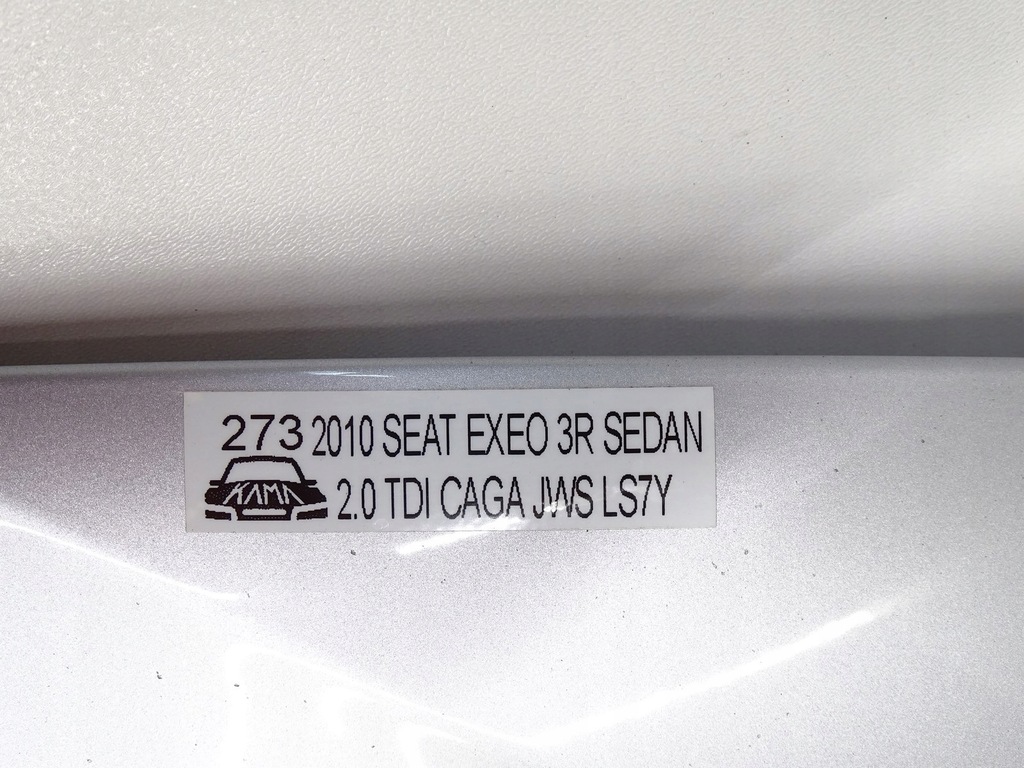 273 2010 SEAT EXEO 3R SEDAN
KAMA 2.0 TDI CAGA JWS LS7Y